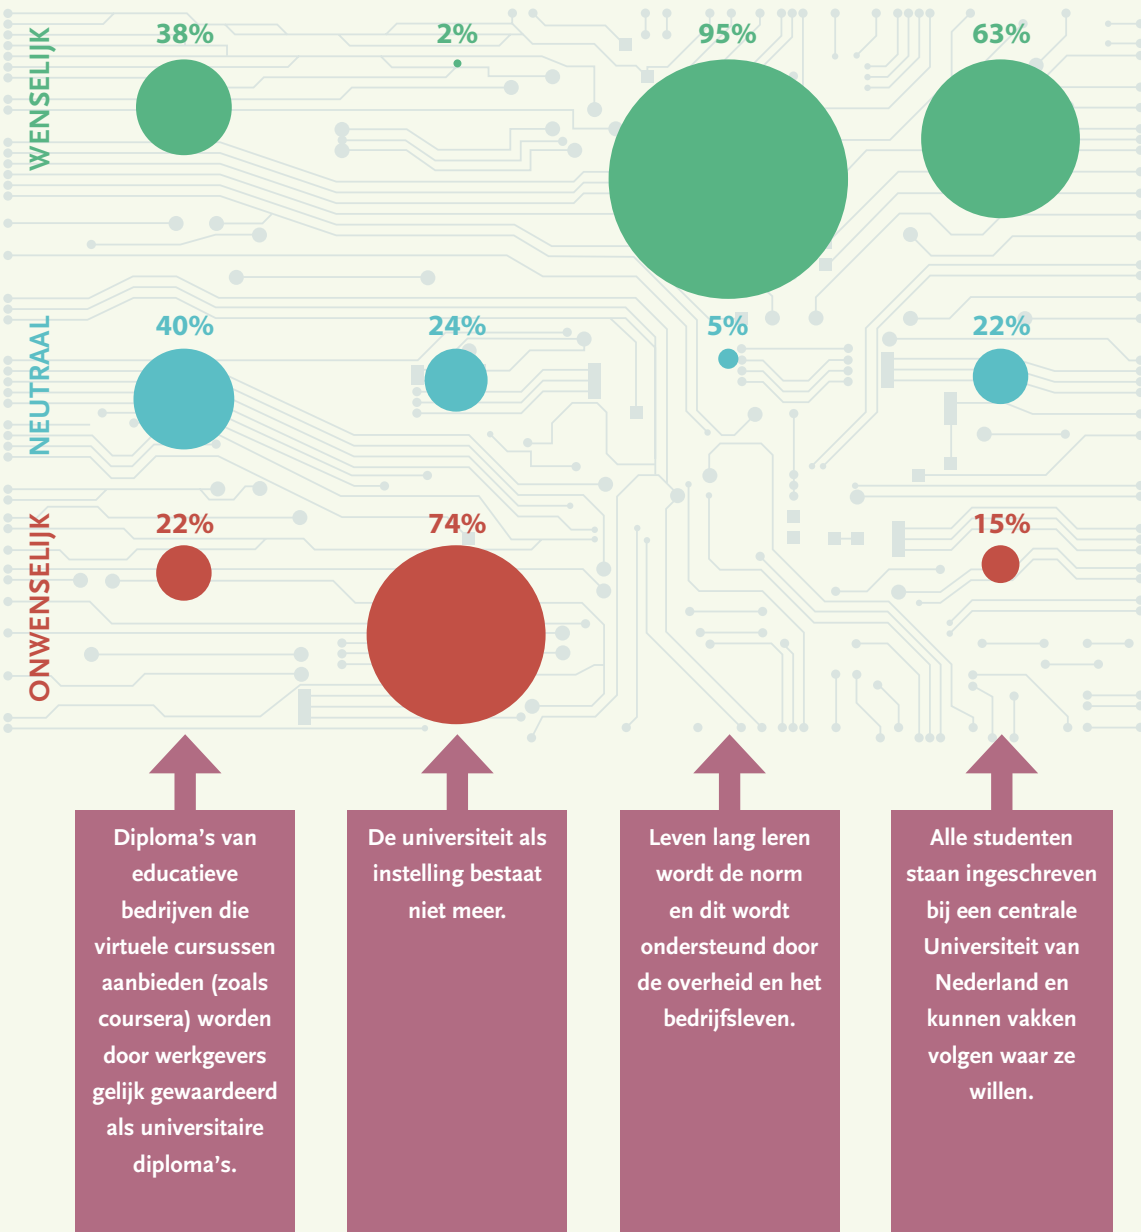 WENSELIJK
38%
2%
95%
63%
NEUTRAAL
40%
24%
5%
22%
ONWENSELIJK
22%
74%
15%
Diploma’s van
educatieve
bedrijven die
virtuele cursussen
aanbieden (zoals
coursera) worden
door werkgevers
gelijk gewaardeerd
als universitaire
diploma’s.
De universiteit als
instelling bestaat
niet meer.
Leven lang leren
wordt de norm
en dit wordt
ondersteund door
de overheid en het
bedrijfsleven.
Alle studenten
staan ingeschreven
bij een centrale
Universiteit van
Nederland en
kunnen vakken
volgen waar ze
willen.